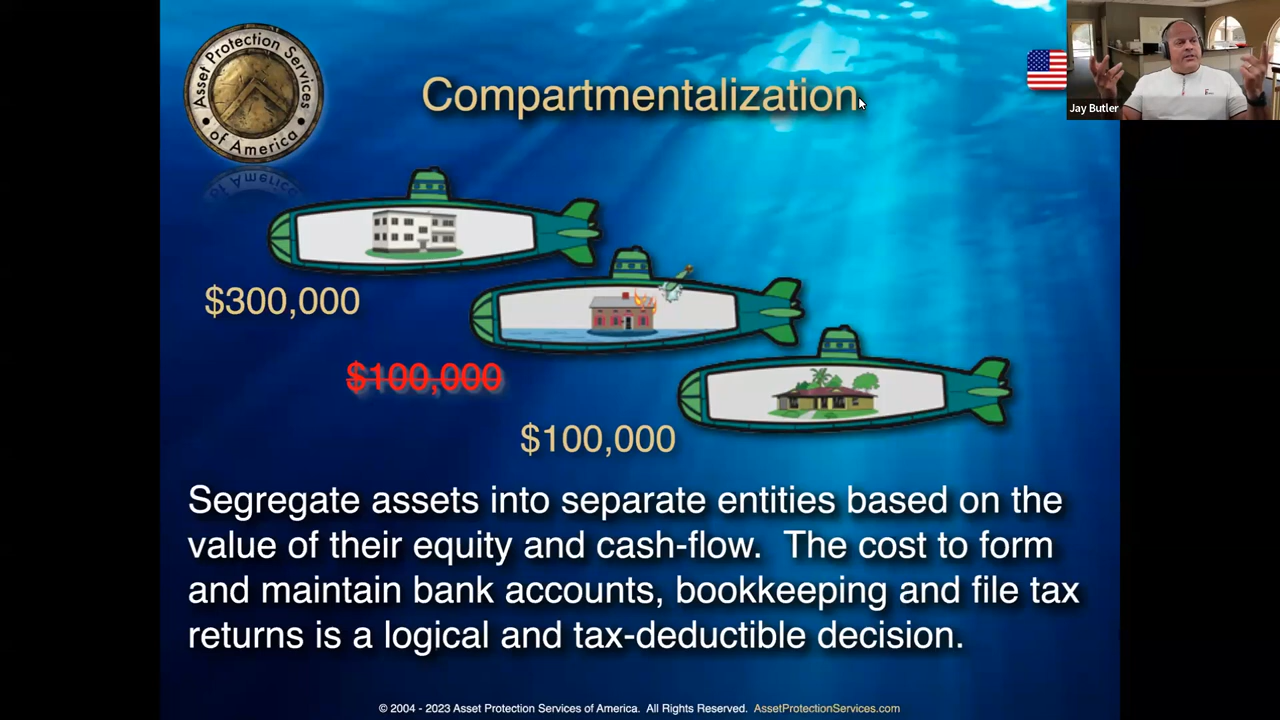 Asset Protection Services
of America
Compartmentalization
Jay Butler
$300,000
$100,000
$100,000
Segregate assets into separate entities based on the
value of their equity and cash-flow.  The cost to form
and maintain bank accounts, bookkeeping and file tax
returns is a logical and tax-deductible decision.
© 2004 - 2023 Asset Protection Services of America.  All Rights Reserved.  AssetProtectionServices.com